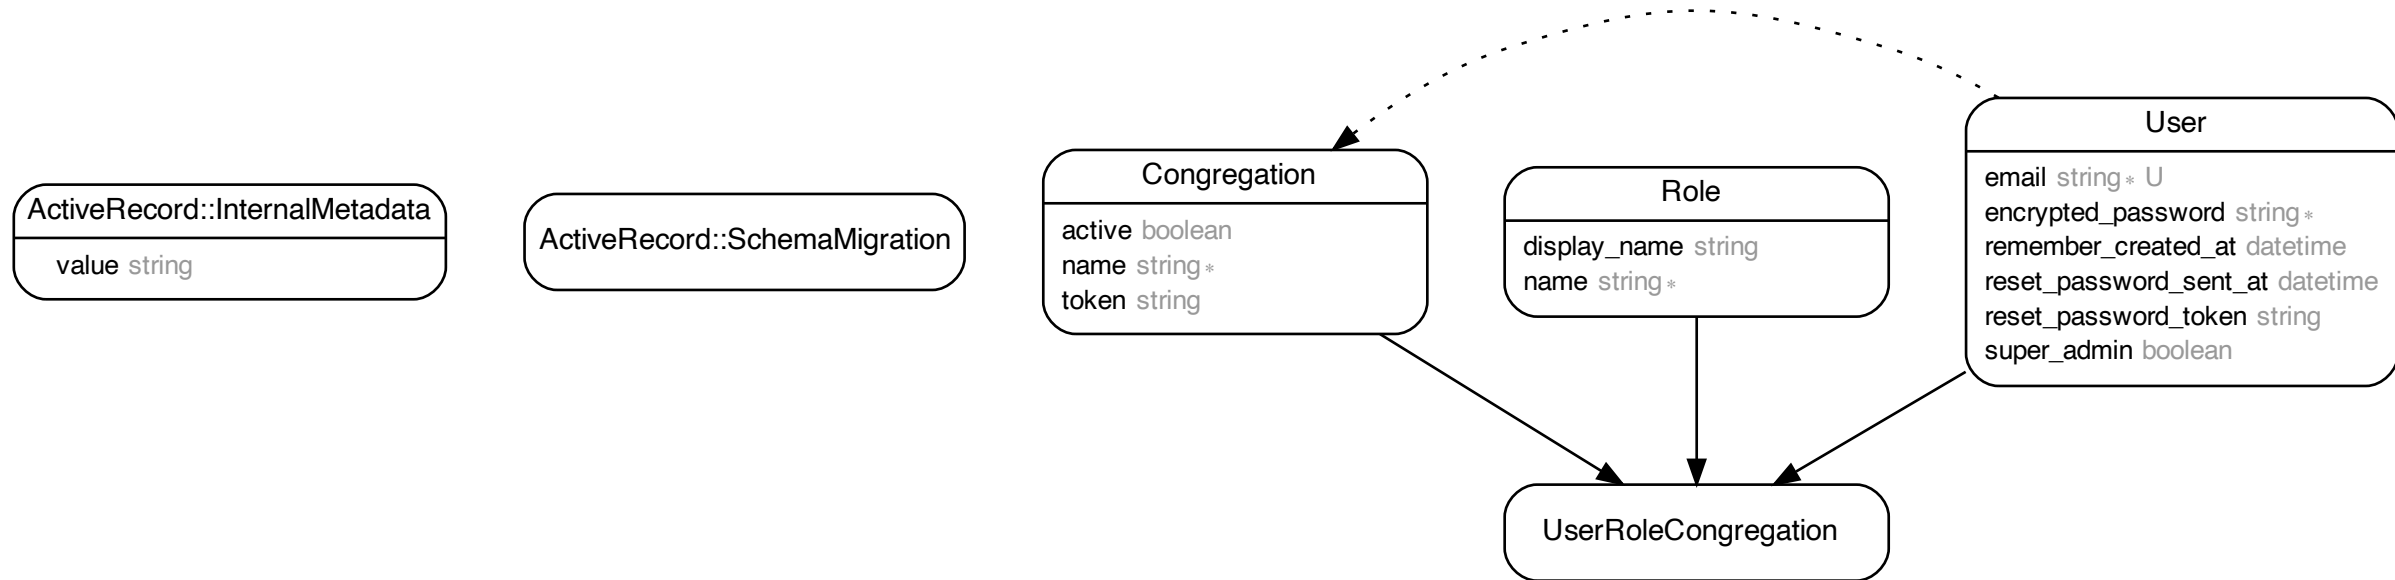 ActiveRecord::InternalMetadata
value string
ActiveRecord::SchemaMigration
Congregation
active boolean
name string *
token string
Role
display_name string
name string *
User
email string * U
encrypted_password string *
remember_created_at datetime
reset_password_sent_at datetime
reset_password_token string
super_admin boolean
UserRoleCongregation